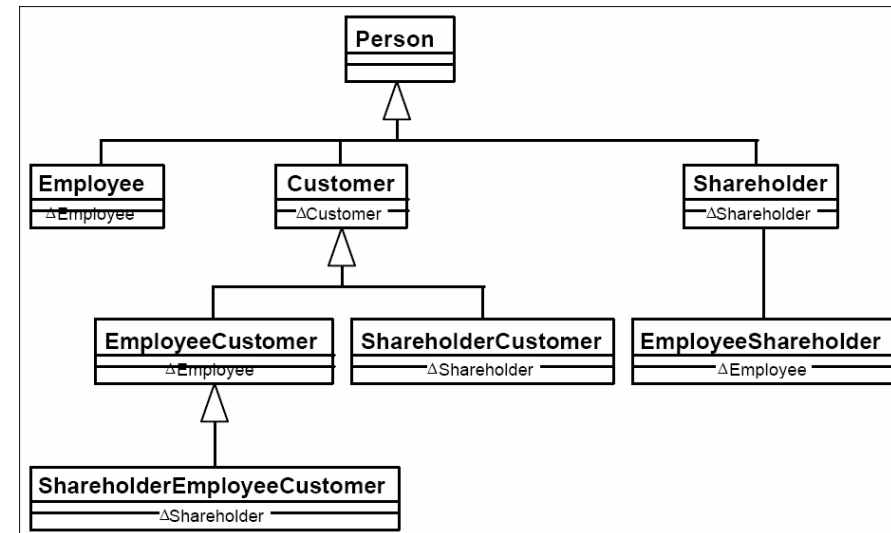 Person
Employee
ΔEmployee
Customer
ΔCustomer
Shareholder
ΔShareholder
EmployeeCustomer
ΔEmployee
ShareholderCustomer
ΔShareholder
EmployeeShareholder
ΔEmployee
ShareholderEmployeeCustomer
ΔShareholder